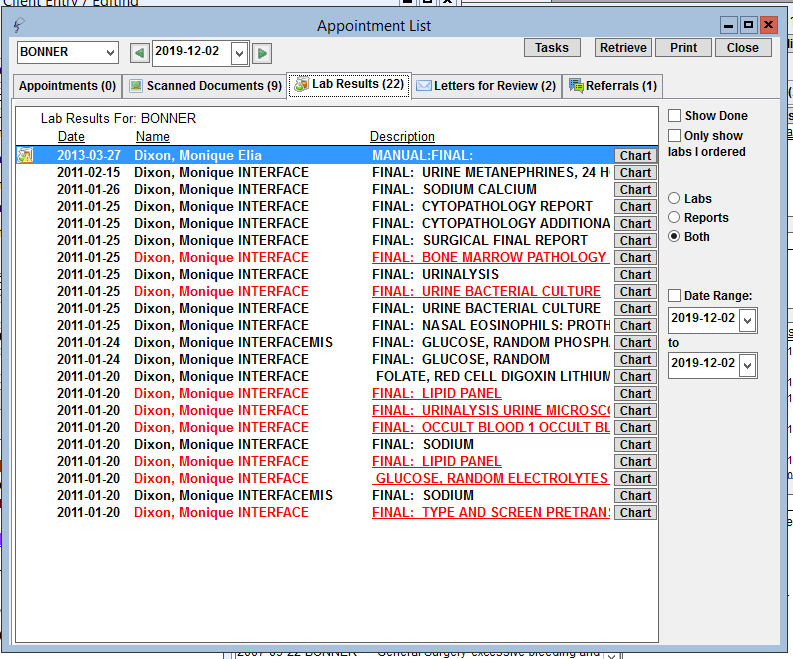 Client Entry / Editing
Appointment List
BONNER
2019-12-02
Tasks
Retrieve
Print
Close
Appointments (0)
Scanned Documents (9)
Lab Results (22)
Letters for Review (2)
Referrals (1)
Lab Results For: BONNER
Date Name Description
2013-03-27 Dixon, Monique Elia MANUAL:FINAL: Chart
2011-02-15 Dixon, Monique INTERFACE FINAL: URINE METANEPHRINES, 24 H Chart
2011-01-26 Dixon, Monique INTERFACE FINAL: SODIUM CALCIUM Chart
2011-01-25 Dixon, Monique INTERFACE FINAL: CYTOPATHOLOGY REPORT Chart
2011-01-25 Dixon, Monique INTERFACE FINAL: CYTOPATHOLOGY ADDITIONA Chart
2011-01-25 Dixon, Monique INTERFACE FINAL: SURGICAL FINAL REPORT Chart
2011-01-25 Dixon, Monique INTERFACE FINAL: BONE MARROW PATHOLOGY Chart
2011-01-25 Dixon, Monique INTERFACE FINAL: URINALYSIS Chart
2011-01-25 Dixon, Monique INTERFACE FINAL: URINE BACTERIAL CULTURE Chart
2011-01-25 Dixon, Monique INTERFACE FINAL: URINE BACTERIAL CULTURE Chart
2011-01-25 Dixon, Monique INTERFACE FINAL: NASAL EOSINOPHILS: PROTH Chart
2011-01-24 Dixon, Monique INTERFACEMIS FINAL: GLUCOSE, RANDOM PHOSPH Chart
2011-01-24 Dixon, Monique INTERFACE FINAL: GLUCOSE, RANDOM Chart
2011-01-20 Dixon, Monique INTERFACE FOLATE, RED CELL DIGOXIN LITHIUM Chart
2011-01-20 Dixon, Monique INTERFACE FINAL: LIPID PANEL Chart
2011-01-20 Dixon, Monique INTERFACE FINAL: URINALYSIS URINE MICROSCO Chart
2011-01-20 Dixon, Monique INTERFACE FINAL: OCCULT BLOOD 1 OCCULT BL Chart
2011-01-20 Dixon, Monique INTERFACE FINAL: SODIUM Chart
2011-01-20 Dixon, Monique INTERFACE FINAL: LIPID PANEL Chart
2011-01-20 Dixon, Monique INTERFACE GLUCOSE, RANDOM ELECTROLYTES Chart
2011-01-20 Dixon, Monique INTERFACEMIS FINAL: SODIUM Chart
2011-01-20 Dixon, Monique INTERFACE FINAL: TYPE AND SCREEN PRETRANS Chart
Show Done
Only show
labs I ordered
Labs
Reports
Both
Date Range:
2019-12-02
to
2019-12-02
2007-05-22 BONNER General Surgery excessive bleeding and